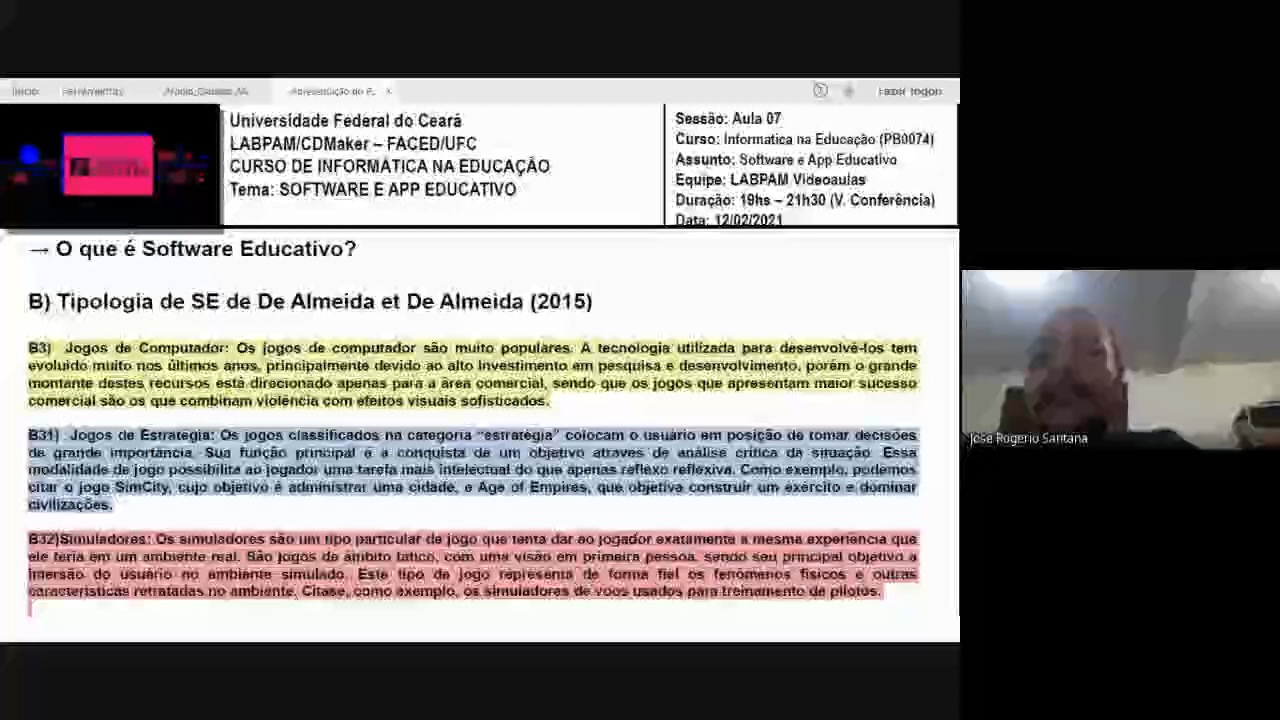 Início Ferramentas Apresentação do P... × Fazer logon
Universidade Federal do Ceará
LABPAM/CDMaker – FACED/UFC
CURSO DE INFORMÁTICA NA EDUCAÇÃO
Tema: SOFTWARE E APP EDUCATIVO
Sessão: Aula 07
Curso: Informatica na Educação (PB0074)
Assunto: Software e App Educativo
Equipe: LABPAM Videoaulas
Duração: 19hs – 21h30 (V. Conferência)
Data: 12/02/2021
→ O que é Software Educativo?
B) Tipologia de SE de De Almeida et De Almeida (2015)
B3) Jogos de Computador: Os jogos de computador são muito populares. A tecnologia utilizada para desenvolvê-los tem
evoluído muito nos últimos anos, principalmente devido ao alto investimento em pesquisa e desenvolvimento, porém o grande
montante destes recursos está direcionado apenas para a área comercial, sendo que os jogos que apresentam maior sucesso
comercial são os que combinam violência com efeitos visuais sofisticados.
B31) Jogos de Estratégia: Os jogos classificados na categoria “estratégia” colocam o usuário em posição de tomar decisões
de grande importância. Sua função principal é a conquista de um objetivo através de análise crítica da situação. Essa
modalidade de jogo possibilita ao jogador uma tarefa mais intelectual do que apenas reflexo reflexiva. Como exemplo, podemos
citar o jogo SimCity, cujo objetivo é administrar uma cidade, e Age of Empires, que objetiva construir um exército e dominar
civilizações.
B32)Simuladores: Os simuladores são um tipo particular de jogo que tenta dar ao jogador exatamente a mesma experiência que
ele teria em um ambiente real. São jogos de âmbito tático, com uma visão em primeira pessoa, sendo seu principal objetivo a
imersão do usuário no ambiente simulado. Este tipo de jogo representa de forma fiel os fenômenos físicos e outras
características retratadas no ambiente. Citase, como exemplo, os simuladores de voos usados para treinamento de pilotos.
José Rogério Santana